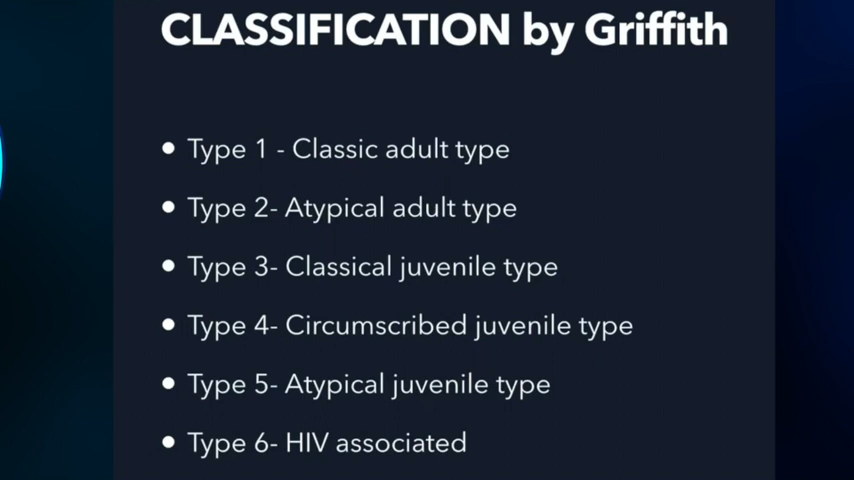 CLASSIFICATION by Griffith
• Type 1 - Classic adult type
• Type 2- Atypical adult type
• Type 3- Classical juvenile type
• Type 4- Circumscribed juvenile type
• Type 5- Atypical juvenile type
• Type 6- HIV associated